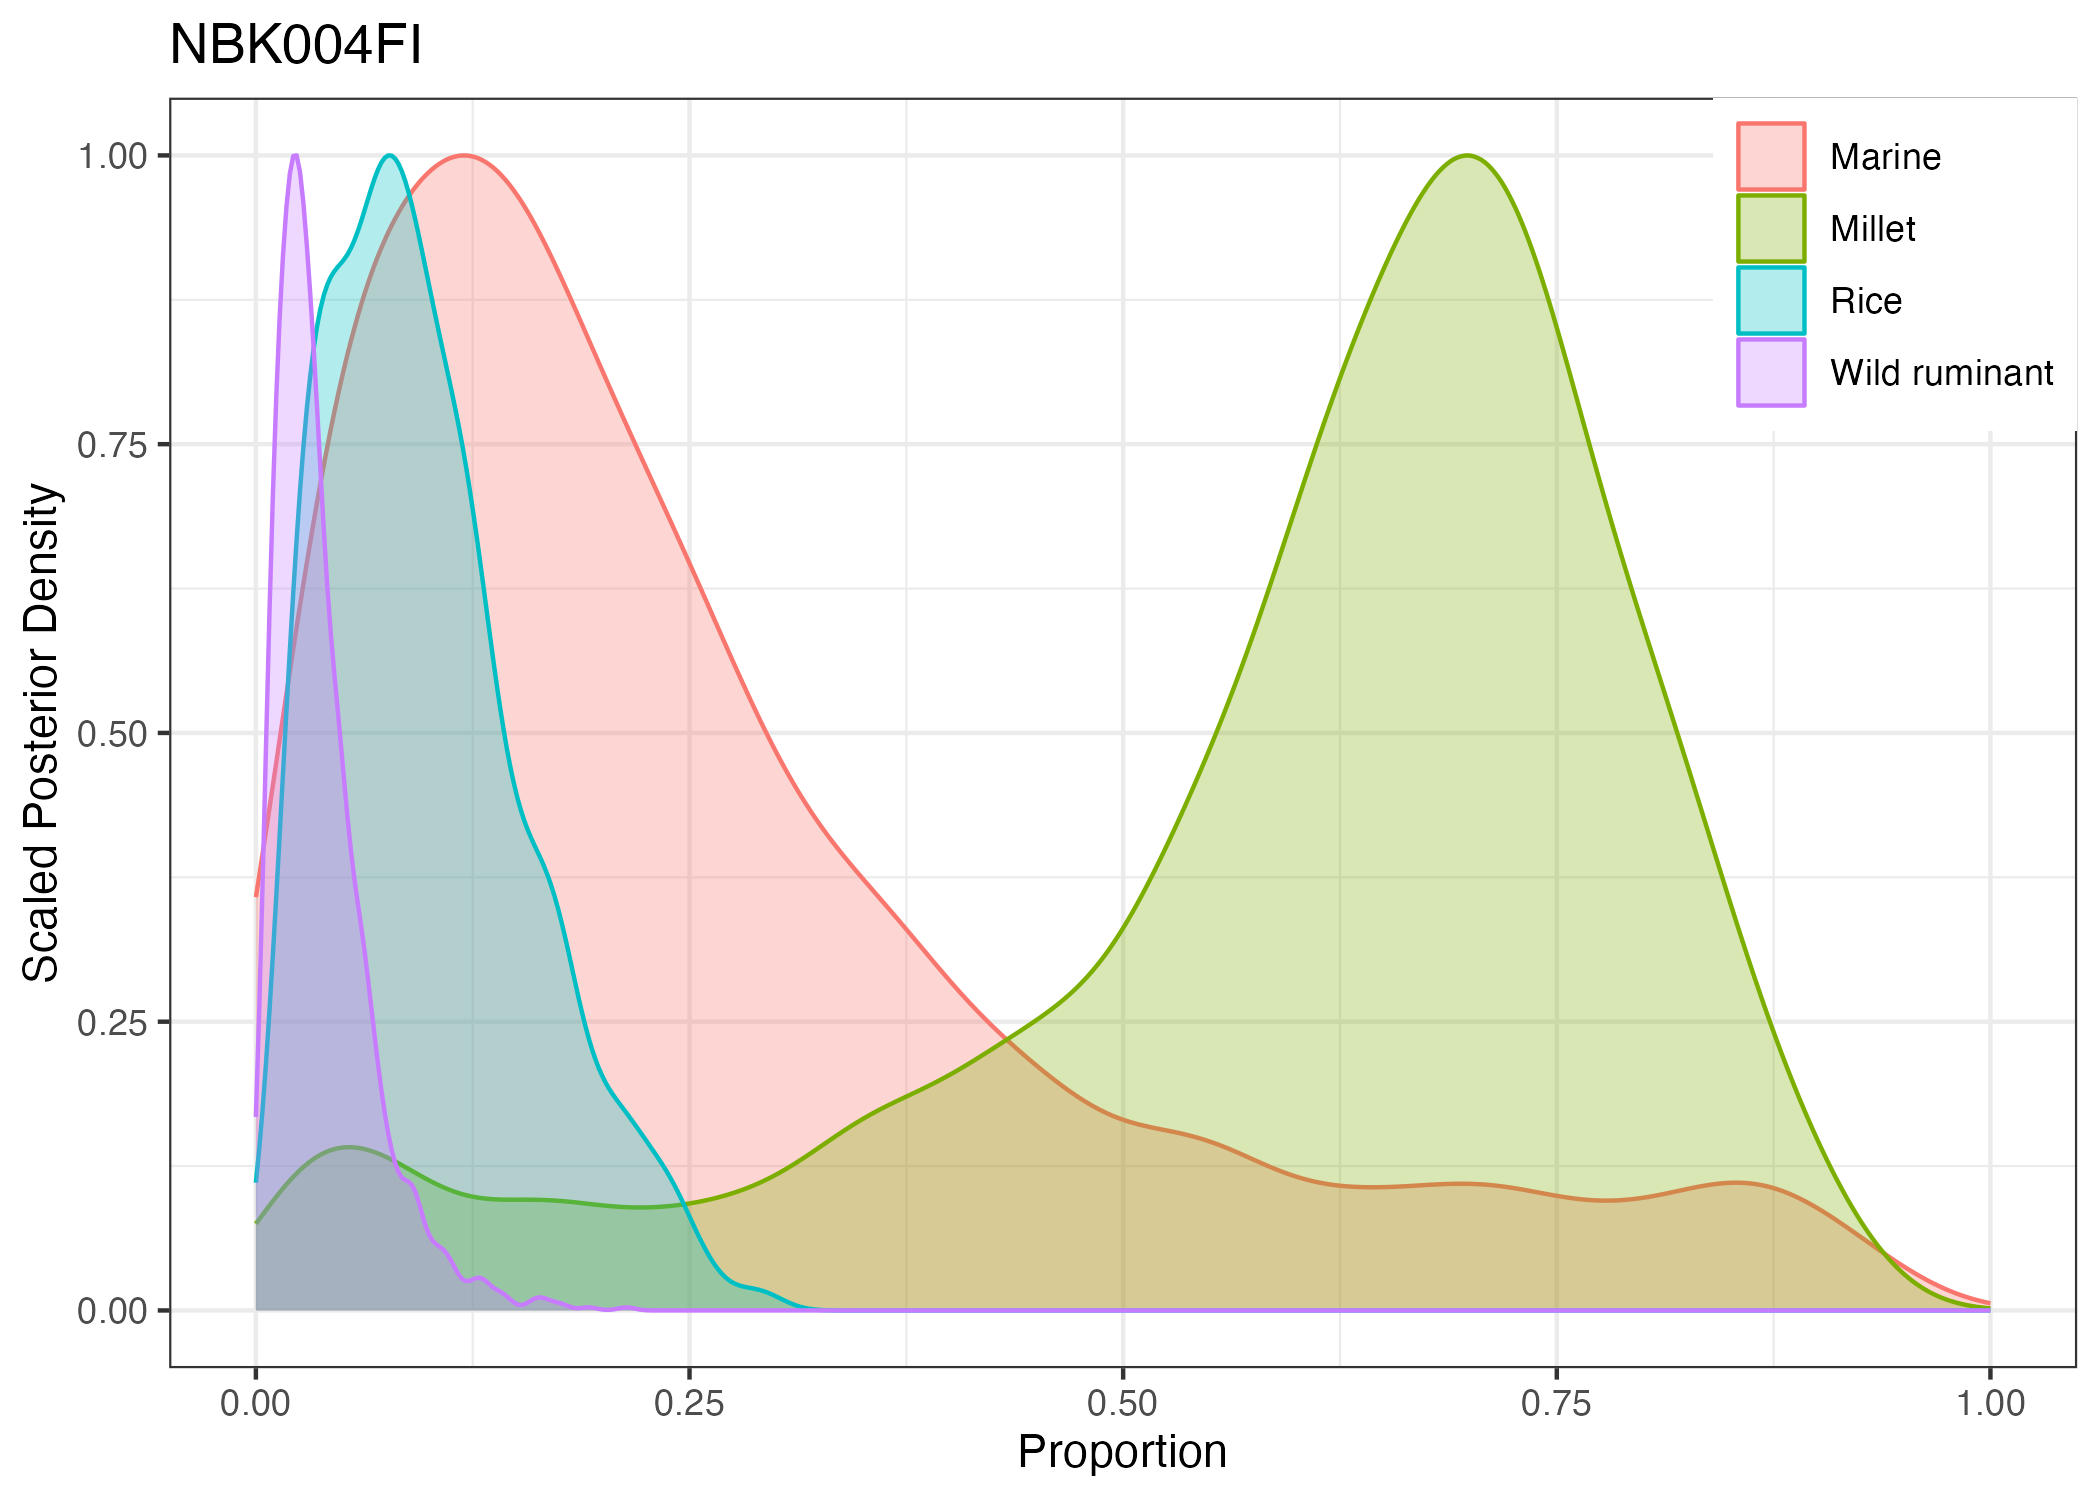 NBK004FI
Marine
Millet
Rice
Wild ruminant
Scaled Posterior Density
1.00
0.75
0.50
0.25
0.00
0.00 0.25 0.50 0.75 1.00
Proportion